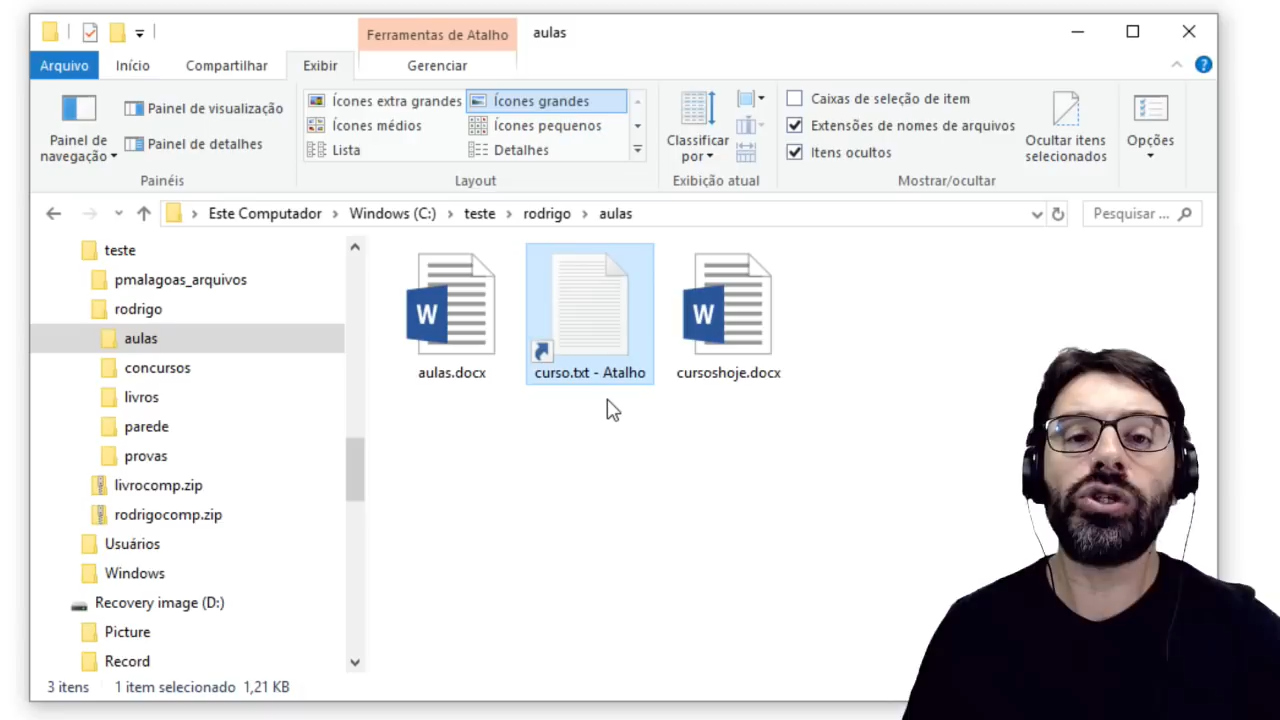 Ferramentas de Atalho aulas
Arquivo Início Compartilhar Exibir Gerenciar
Painel de navegação
Painel de visualização
Painel de detalhes
Painéis
Ícones extra grandes Ícones grandes
Ícones médios Ícones pequenos
Lista Detalhes
Layout
Classificar
por
Exibição atual
Caixas de seleção de item
Extensões de nomes de arquivos
Itens ocultos
Ocultar itens
selecionados
Mostrar/ocultar
Opções
Este Computador Windows (C:) teste rodrigo aulas
Pesquisar ...
teste
pmalagoas_arquivos
rodrigo
aulas
concursos
livros
parede
provas
livrocomp.zip
rodrigocomp.zip
Usuários
Windows
Recovery image (D:)
Picture
Record
W
aulas.docx
curso.txt - Atalho
W
cursoshoje.docx
3 itens 1 item selecionado 1,21 KB